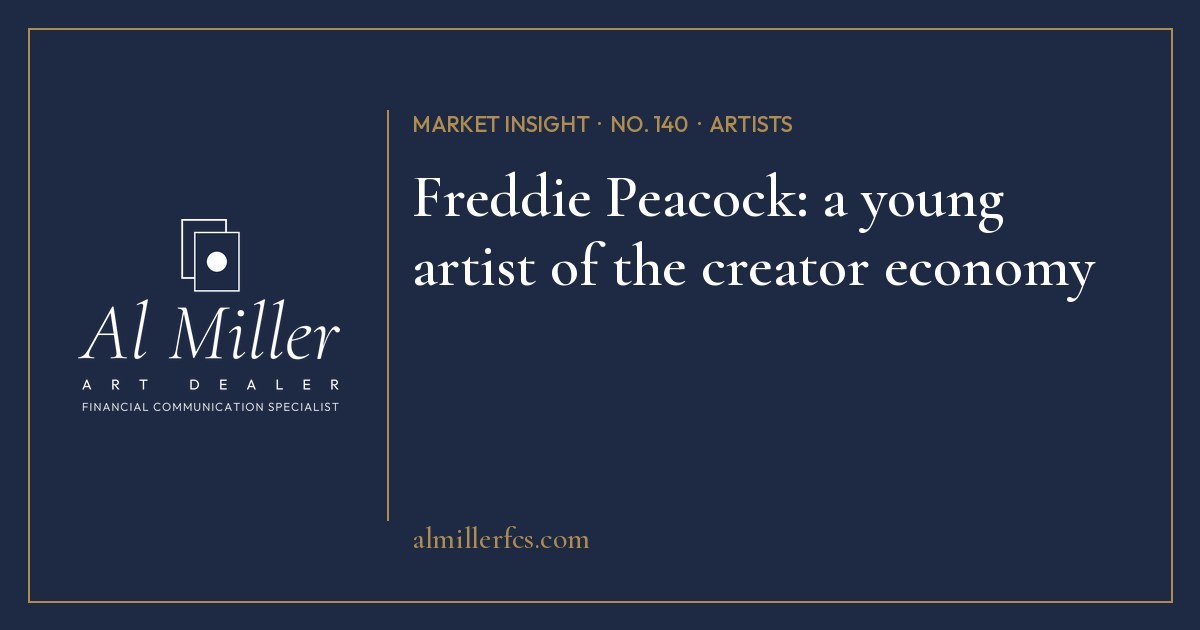 Al Miller
ART DEALER
FINANCIAL COMMUNICATION SPECIALIST
MARKET INSIGHT · NO. 140 · ARTISTS
Freddie Peacock: a young
artist of the creator economy
almillerfcs.com